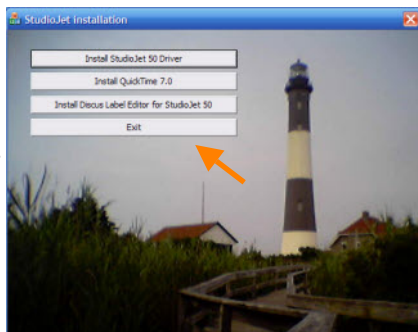 StudioJet installation
Install StudioJet 50 Driver
Install QuickTime 7.0
Install Discus Label Editor for StudioJet 50
Exit